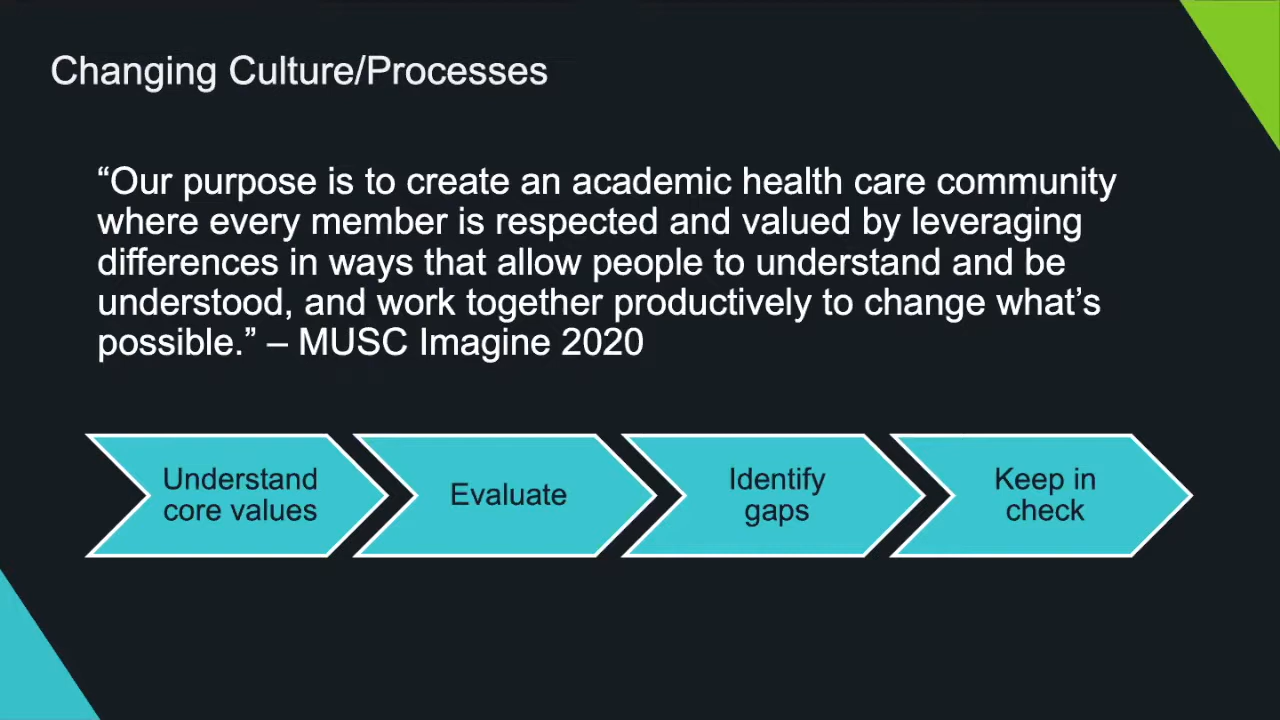 Changing Culture/Processes
“Our purpose is to create an academic health care community
where every member is respected and valued by leveraging
differences in ways that allow people to understand and be
understood, and work together productively to change what’s
possible.” – MUSC Imagine 2020
Understand
core values
Evaluate
Identify
gaps
Keep in
check